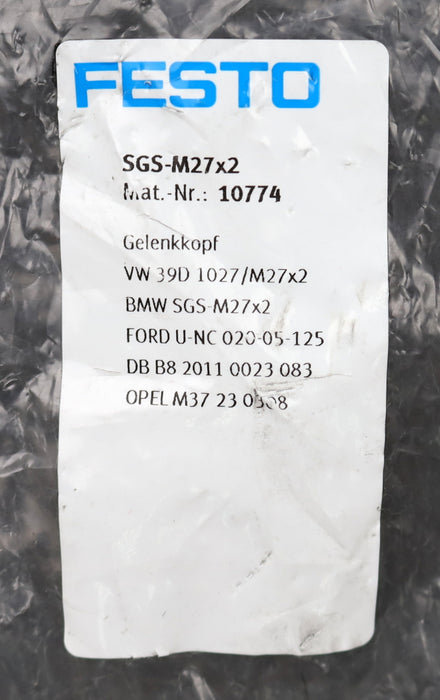 FESTO
SGS-M27x2
Mat.-Nr.: 10774
Gelenkkopf
VW 39D 1027/M27x2
BMW SGS-M27x2
FORD U-NC 020-05-125
DB B8 2011 0023 083
OPEL M37 23 0308